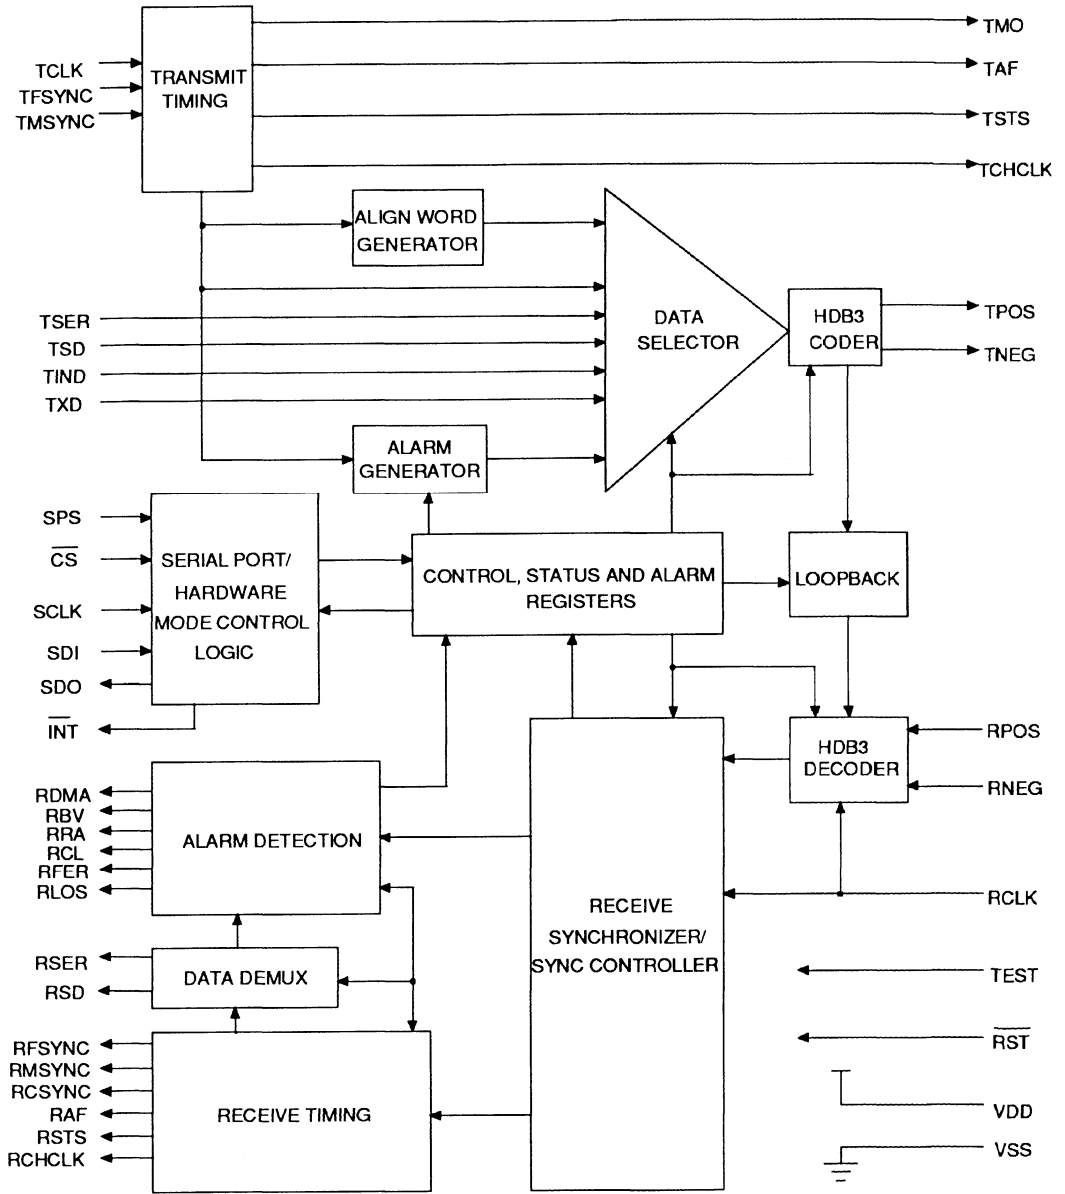 TMO
TCLK
TFSYNC
TMSYNC
TRANSMIT
TIMING
TAF
TSTS
TCHCLK
ALIGN WORD
GENERATOR
TSER
TSD
TIND
TXD
DATA
SELECTOR
HDB3
CODER
TPOS
TNEG
ALARM
GENERATOR
SPS
CS
SCLK
SDI
SDO
INT
SERIAL PORT/
HARDWARE
MODE CONTROL
LOGIC
CONTROL, STATUS AND ALARM
REGISTERS
LOOPBACK
HDB3
DECODER
RPOS
RNEG
RCLK
RDMA
RBV
RRA
RCL
RFER
RLOS
ALARM DETECTION
RECEIVE
SYNCHRONIZER/
SYNC CONTROLLER
RSER
RSD
DATA DEMUX
TEST
RST
RFSYNC
RMSYNC
RCSYNC
RAF
RSTS
RCHCLK
RECEIVE TIMING
VDD
VSS